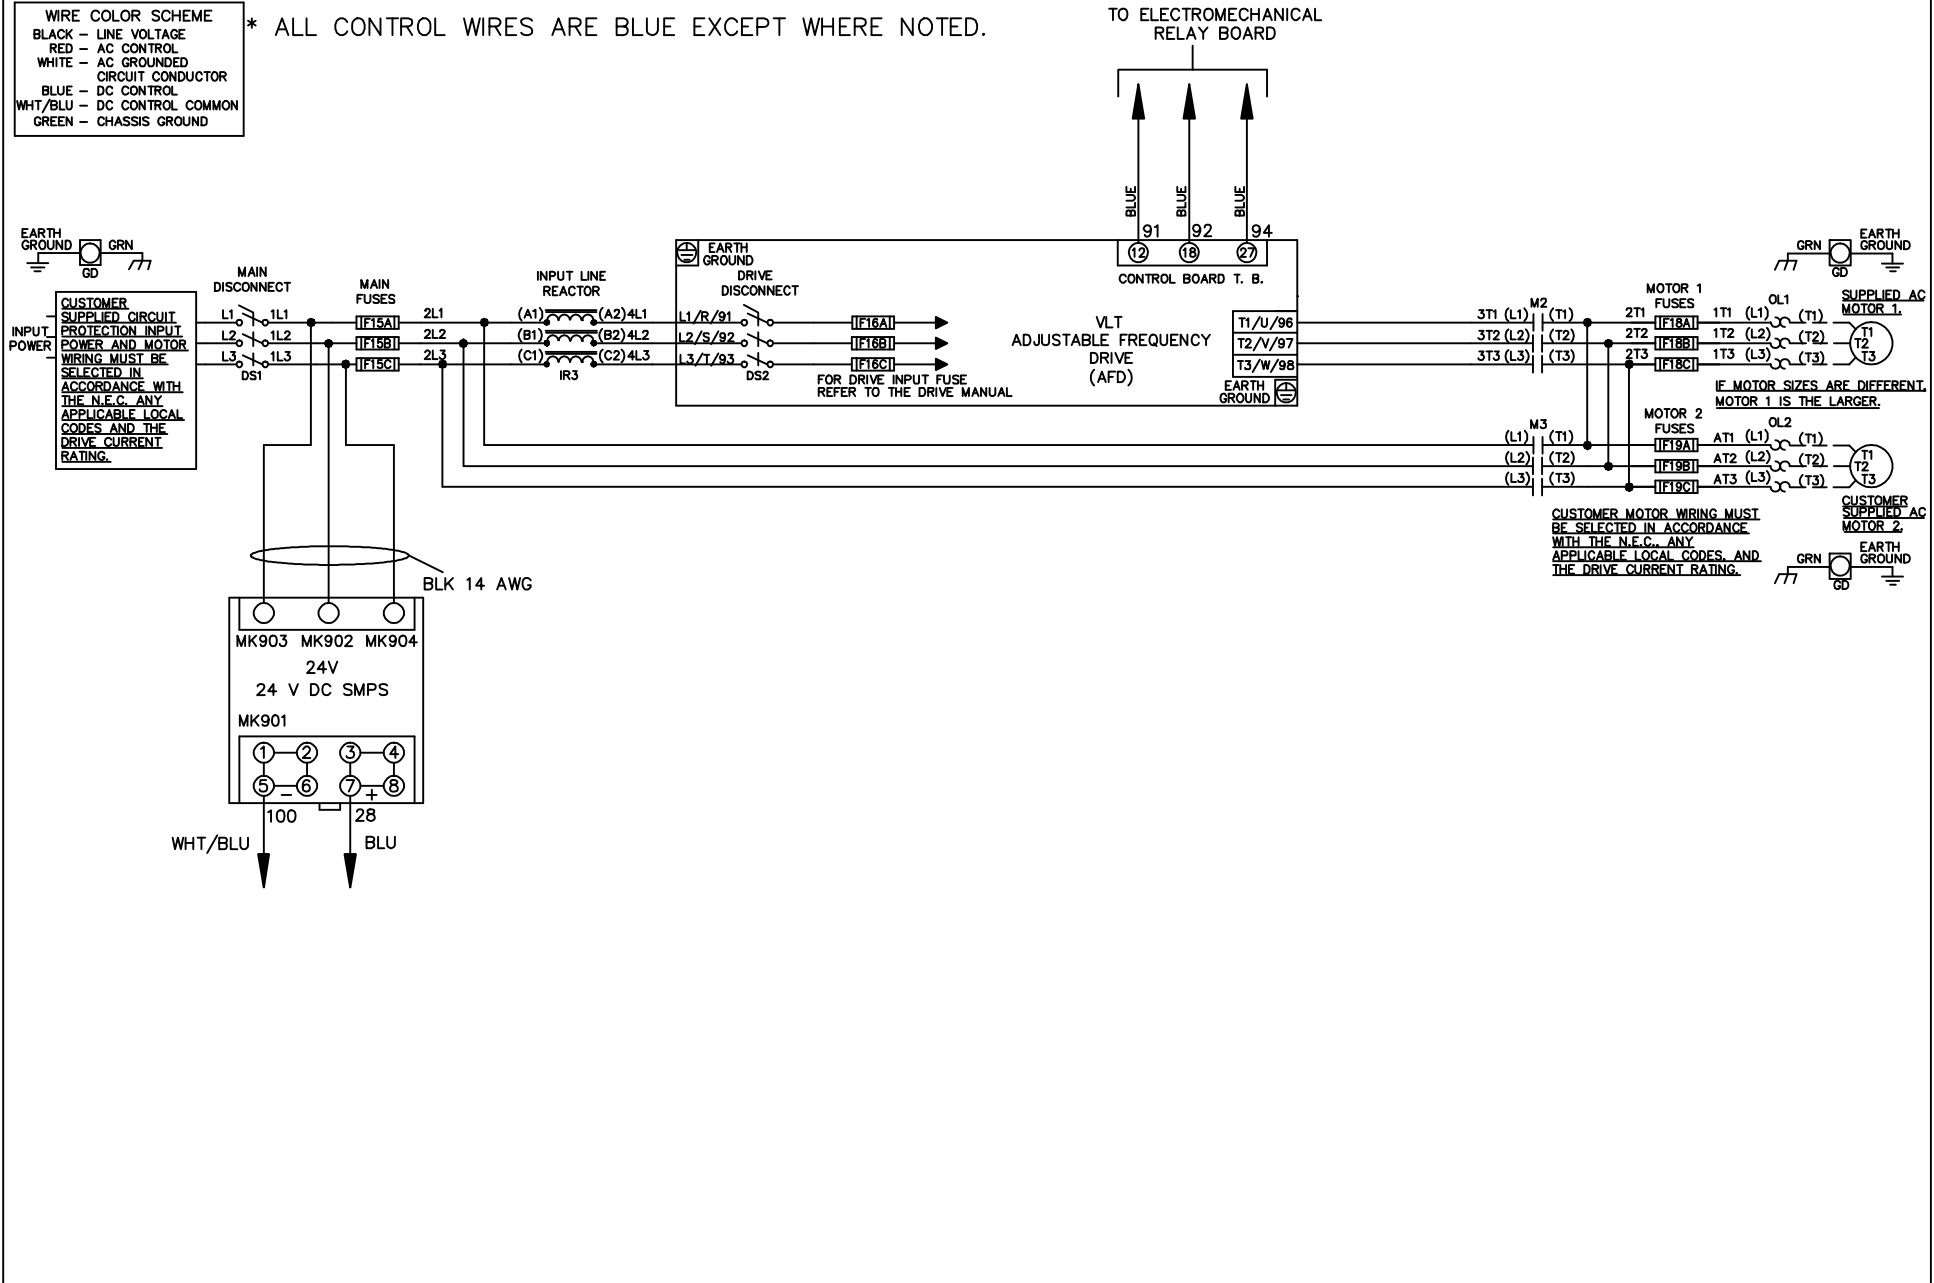 WIRE COLOR SCHEME
BLACK – LINE VOLTAGE
RED – AC CONTROL
WHITE – AC GROUNDED
CIRCUIT CONDUCTOR
BLUE – DC CONTROL
WHT/BLU – DC CONTROL COMMON
GREEN – CHASSIS GROUND
* ALL CONTROL WIRES ARE BLUE EXCEPT WHERE NOTED.
TO ELECTROMECHANICAL
RELAY BOARD
BLUE BLUE BLUE
91 92 94
12 18 27
CONTROL BOARD T. B.
EARTH
GROUND
GRN
GD
INPUT
POWER
CUSTOMER
SUPPLIED CIRCUIT
PROTECTION INPUT
POWER AND MOTOR
WIRING MUST BE
SELECTED IN
ACCORDANCE WITH
THE N.E.C. ANY
APPLICABLE LOCAL
CODES AND THE
DRIVE CURRENT
RATING.
MAIN
DISCONNECT
L1 1L1
L2 1L2
L3 1L3
DS1
MAIN
FUSES
F15A
F15B
F15C
2L1
2L2
2L3
INPUT LINE
REACTOR
(A1) (A2) 4L1
(B1) (B2) 4L2
(C1) (C2) 4L3
IR3
EARTH
GROUND
DRIVE
DISCONNECT
L1/R/91
L2/S/92
L3/T/93
DS2
F16A
F16B
F16C
FOR DRIVE INPUT FUSE
REFER TO THE DRIVE MANUAL
VLT
ADJUSTABLE FREQUENCY
DRIVE
(AFD)
T1/U/96
T2/V/97
T3/W/98
EARTH
GROUND
M2
3T1 (L1) (T1)
3T2 (L2) (T2)
3T3 (L3) (T3)
2T1
2T2
2T3
MOTOR 1
FUSES
F18A
F18B
F18C
OL1
1T1 (L1) (T1)
1T2 (L2) (T2)
1T3 (L3) (T3)
GRN
GD
EARTH
GROUND
SUPPLIED AC
MOTOR 1.
T1
T2
T3
IF MOTOR SIZES ARE DIFFERENT,
MOTOR 1 IS THE LARGER.
M3
(L1) (T1)
(L2) (T2)
(L3) (T3)
MOTOR 2
FUSES
F19A
F19B
F19C
OL2
AT1 (L1) (T1)
AT2 (L2) (T2)
AT3 (L3) (T3)
T1
T2
T3
CUSTOMER
SUPPLIED AC
MOTOR 2.
CUSTOMER MOTOR WIRING MUST
BE SELECTED IN ACCORDANCE
WITH THE N.E.C., ANY
APPLICABLE LOCAL CODES, AND
THE DRIVE CURRENT RATING.
GRN
GD
EARTH
GROUND
BLK 14 AWG
MK903 MK902 MK904
24V
24 V DC SMPS
MK901
1 2 3 4
5 – 6 7 + 8
100 28
WHT/BLU BLU